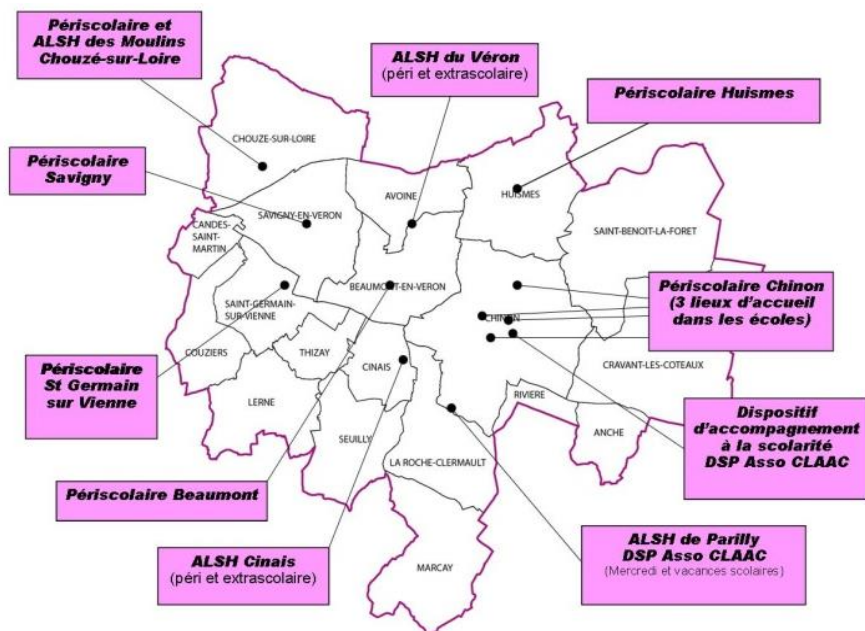 Périscolaire et
ALSH des Moulins
Chouzé-sur-Loire
ALSH du Véron
(péri et extrascolaire)
Périscolaire Huismes
CHOUZE-SUR-LOIRE
Périscolaire
Savigny
AVOINE
HUISMES
SAVIGNY-EN-VERON
CANDES-
SAINT-
MARTIN
SAINT-BENOIT-LA-FORET
BEAUMONT-EN-VERON
Périscolaire Chinon
(3 lieux d'accueil
dans les écoles)
SAINT-GERMAIN-
SUR-VIENNE
CHINON
COUZIERS
THIZAY
CINAIS
CRAVANT-LES-COTEAUX
Périscolaire
St Germain
sur Vienne
LERNE
RIVIERE
Dispositif
d'accompagnement
à la scolarité
DSP Asso CLAAC
SEUILLY
ANCHE
LA ROCHE-CLERMAULT
Périscolaire Beaumont
ALSH Cinais
(péri et extrascolaire)
ALSH de Parilly
DSP Asso CLAAC
(Mercredi et vacances scolaires)
MARCAY